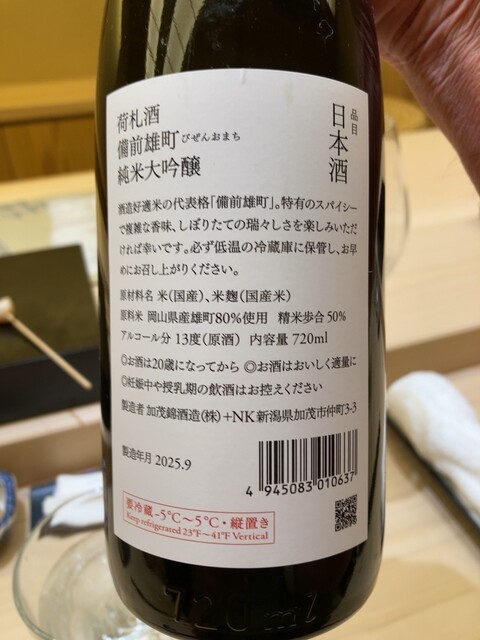 品目
日本酒
荷札酒
備前雄町 びぜんおまち
純米大吟醸
酒造好適米の代表格「備前雄町」。特有のスパイシー
で複雑な香味、しぼりたての瑞々しさを楽しみいただ
ければ幸いです。必ず低温の冷蔵庫に保管し、お早
めにお召し上がりください。
原材料名 米(国産)、米麹(国産米)
原料米 岡山県産雄町80%使用 精米歩合50%
アルコール分 13度(原酒) 内容量 720ml
◎お酒は20歳になってから ◎お酒はおいしく適量に
◎妊娠中や授乳期の飲酒はお控えください
製造者 加茂錦酒造(株)+NK新潟県加茂市仲町3-3
製造年月 2025.9
4 945083 010637
要冷蔵-5℃〜5℃・縦置き
Keep refrigerated 23°F〜41°F Vertical
720ml